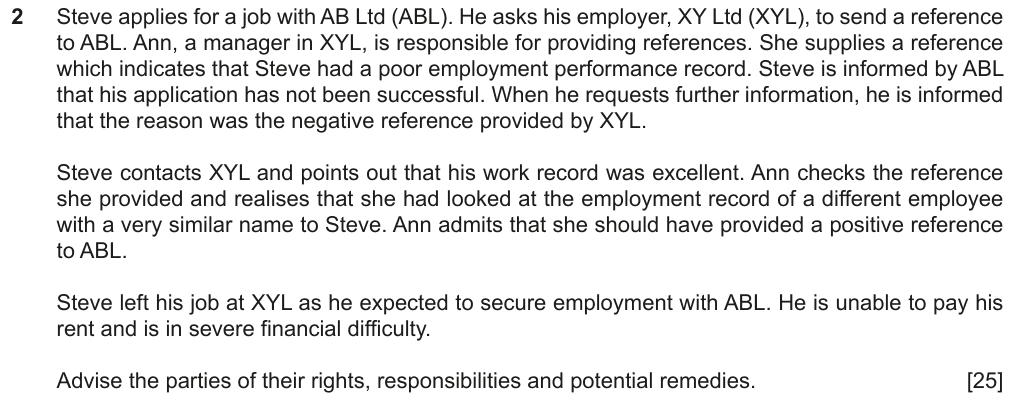 2 Steve applies for a job with AB Ltd (ABL). He asks his employer, XY Ltd (XYL), to send a reference
to ABL. Ann, a manager in XYL, is responsible for providing references. She supplies a reference
which indicates that Steve had a poor employment performance record. Steve is informed by ABL
that his application has not been successful. When he requests further information, he is informed
that the reason was the negative reference provided by XYL.
Steve contacts XYL and points out that his work record was excellent. Ann checks the reference
she provided and realises that she had looked at the employment record of a different employee
with a very similar name to Steve. Ann admits that she should have provided a positive reference
to ABL.
Steve left his job at XYL as he expected to secure employment with ABL. He is unable to pay his
rent and is in severe financial difficulty.
Advise the parties of their rights, responsibilities and potential remedies. [25]